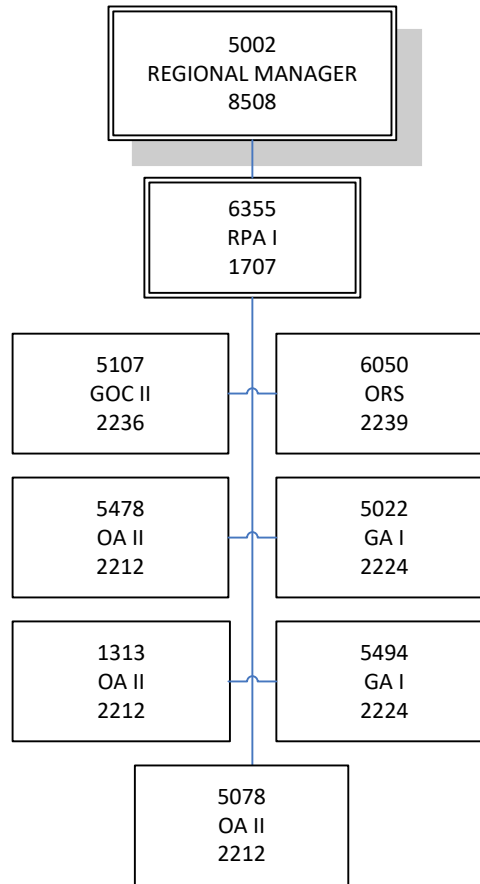 5002
REGIONAL MANAGER
8508
6355
RPA I
1707
5107
GOC II
2236
6050
ORS
2239
5478
OA II
2212
5022
GA I
2224
1313
OA II
2212
5494
GA I
2224
5078
OA II
2212